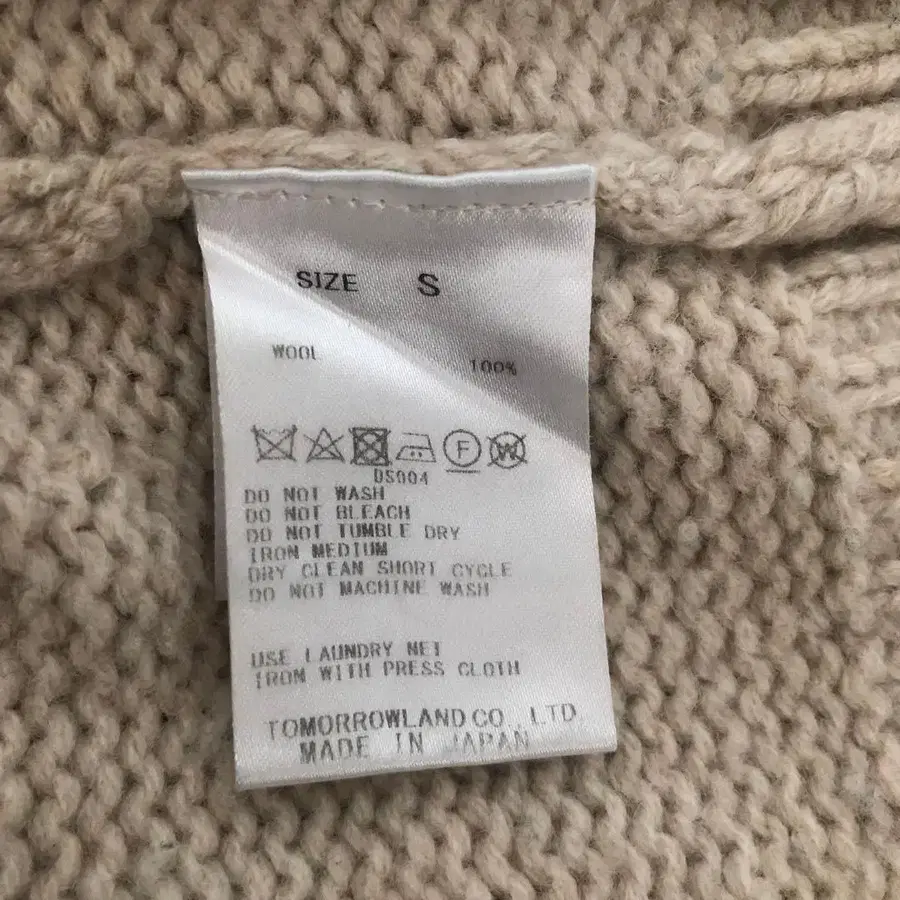 SIZE S
WOOL 100%
F W
DS004
DO NOT WASH
DO NOT BLEACH
DO NOT TUMBLE DRY
IRON MEDIUM
DRY CLEAN SHORT CYCLE
DO NOT MACHINE WASH
USE LAUNDRY NET
IRON WITH PRESS CLOTH
TOMORROWLAND CO., LTD
MADE IN JAPAN